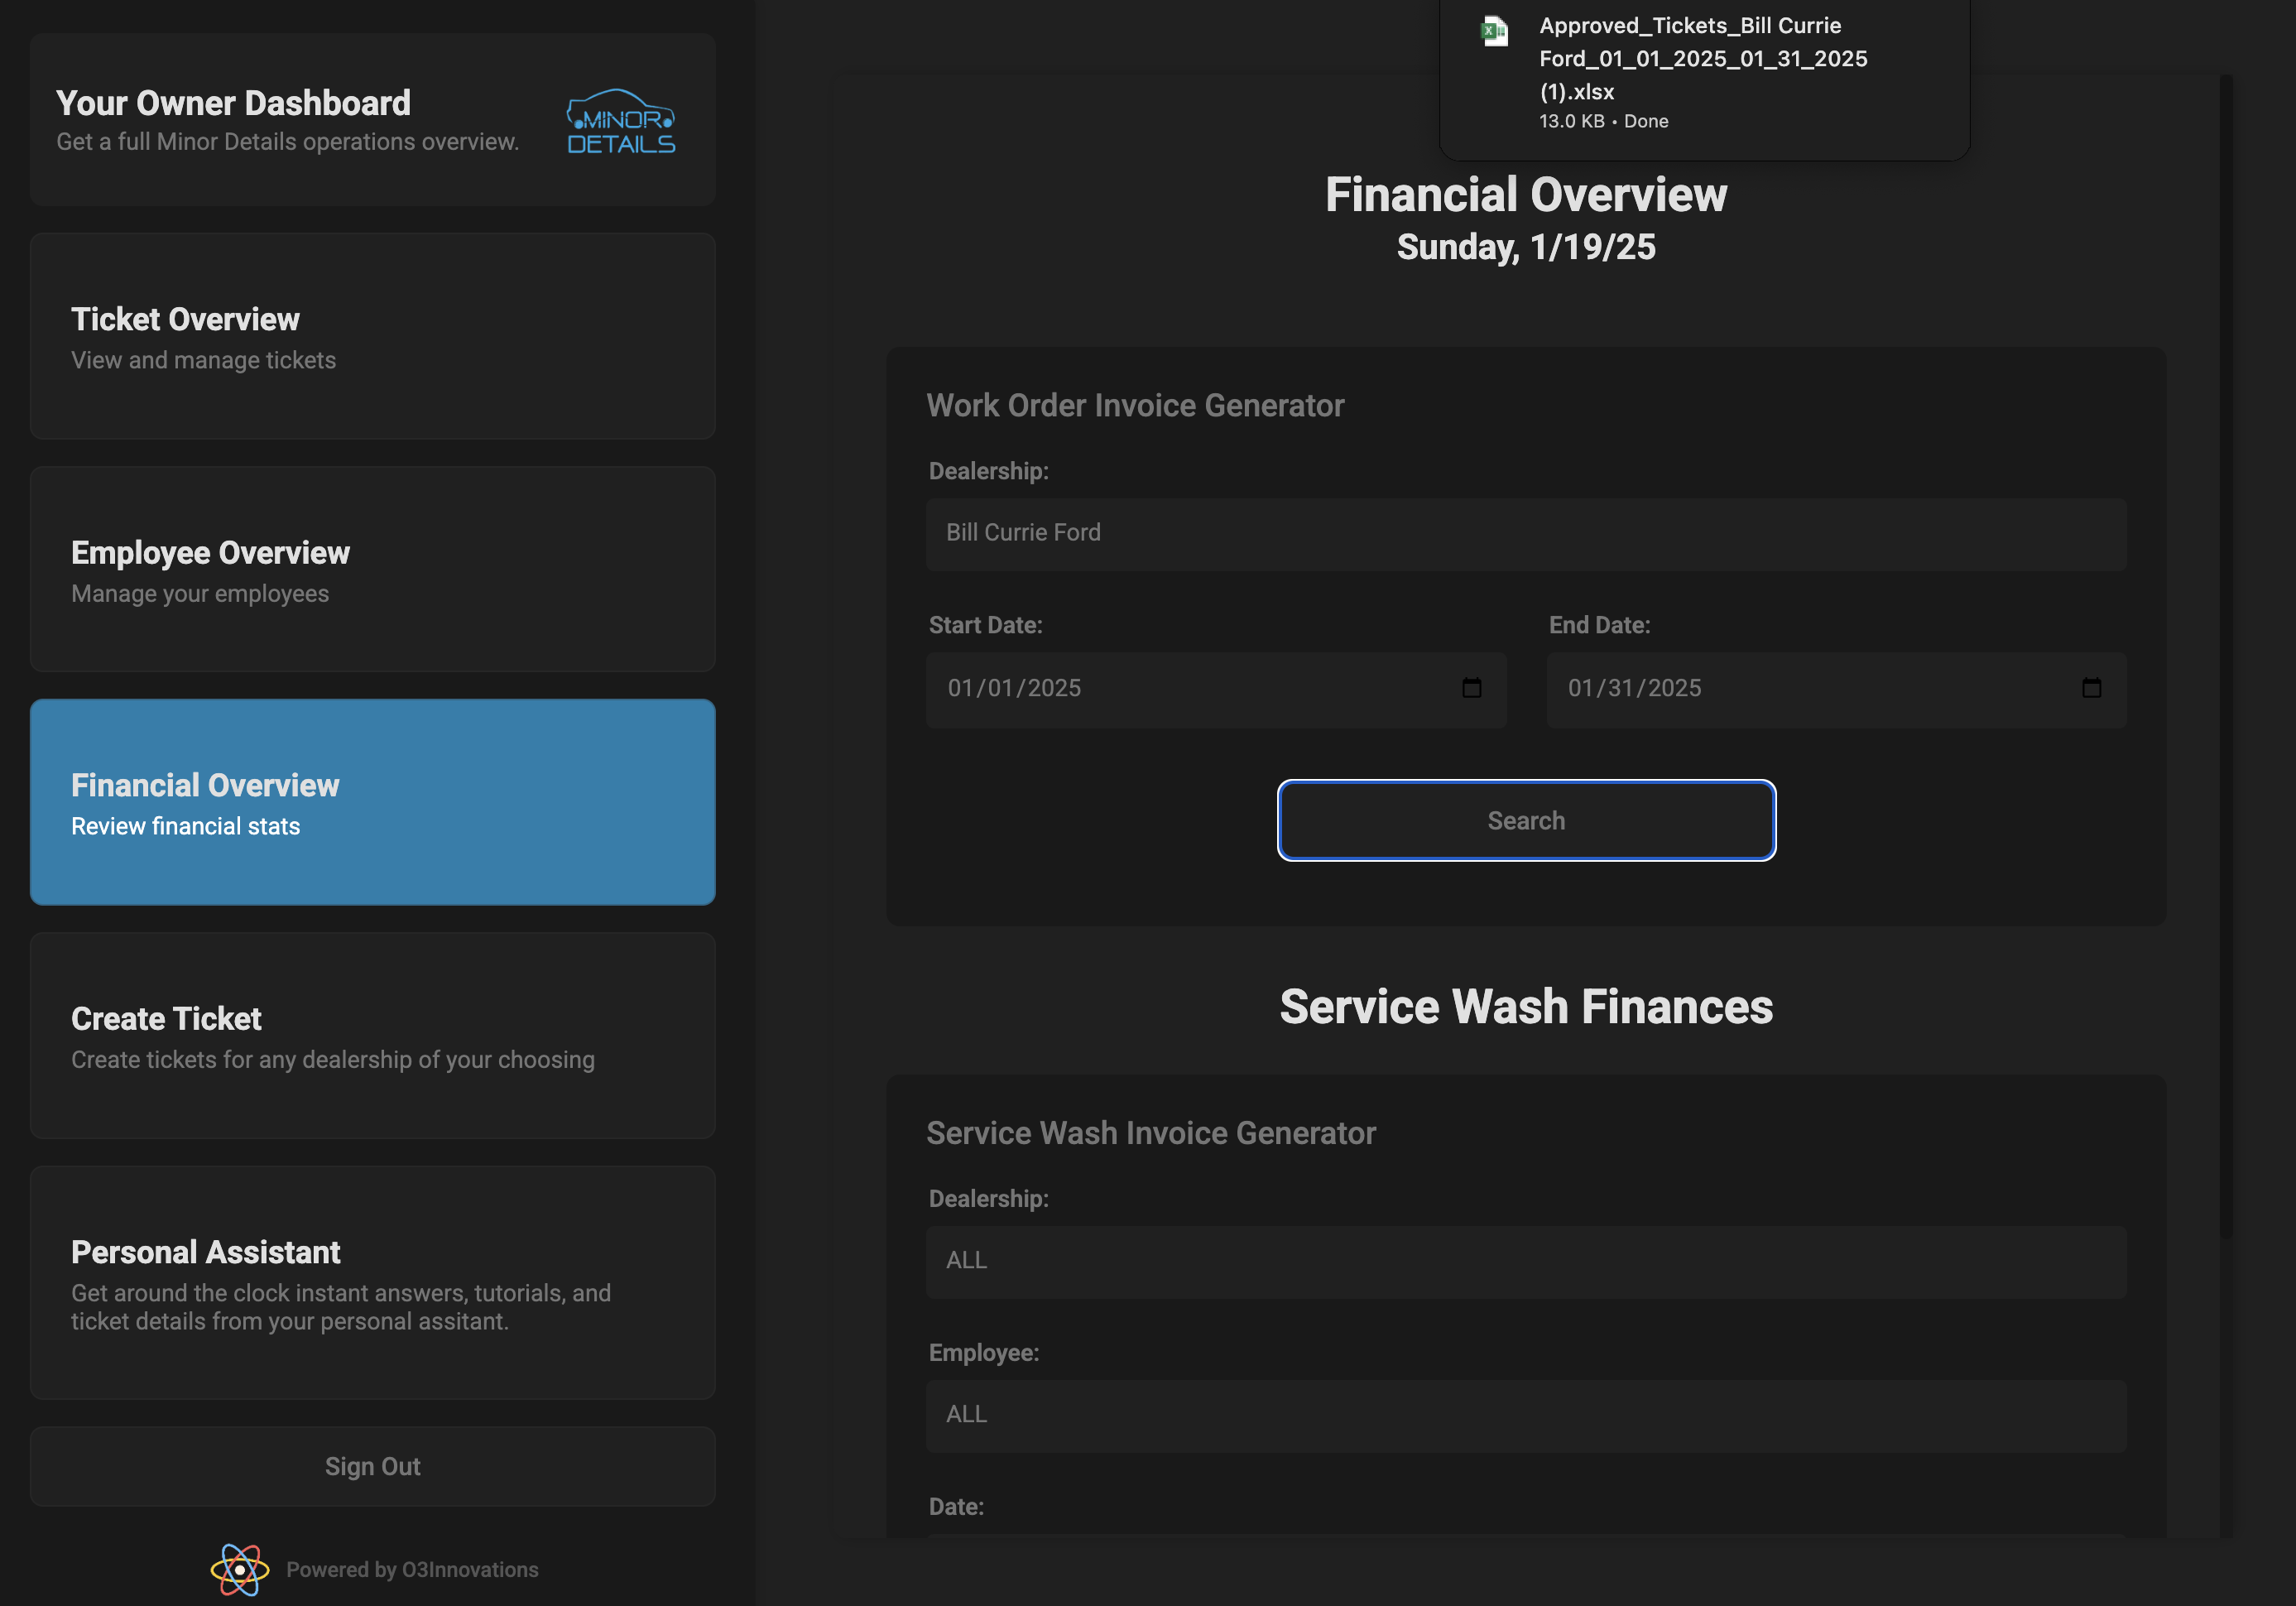 Your Owner Dashboard
Get a full Minor Details operations overview.
MINOR
DETAILS
Ticket Overview
View and manage tickets
Employee Overview
Manage your employees
Financial Overview
Review financial stats
Create Ticket
Create tickets for any dealership of your choosing
Personal Assistant
Get around the clock instant answers, tutorials, and
ticket details from your personal assitant.
Sign Out
Powered by O3Innovations
Approved_Tickets_Bill Currie
Ford_01_01_2025_01_31_2025
(1).xlsx
13.0 KB • Done
Financial Overview
Sunday, 1/19/25
Work Order Invoice Generator
Dealership:
Bill Currie Ford
Start Date:
End Date:
01/01/2025
01/31/2025
Search
Service Wash Finances
Service Wash Invoice Generator
Dealership:
ALL
Employee:
ALL
Date: